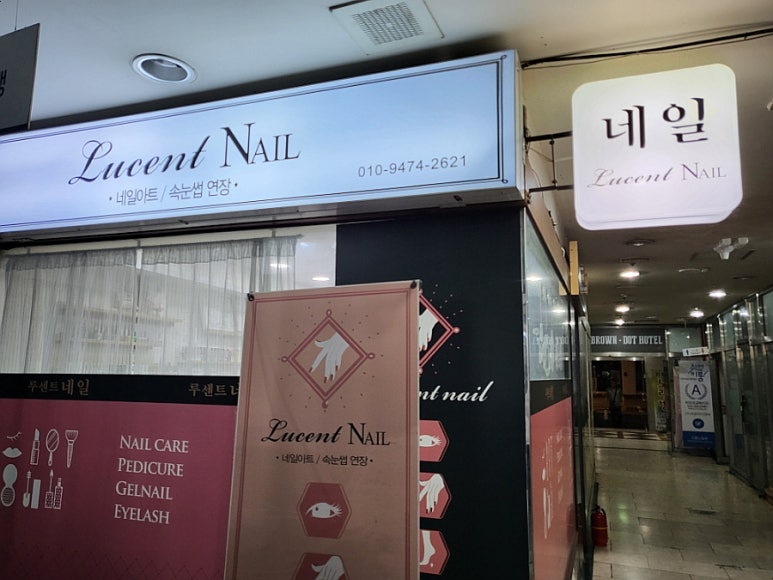 Lucent NAIL
• 네일아트 / 속눈썹 연장 •
010-9474-2621
네일
Lucent NAIL
루센트네일
루센트
NAIL CARE
PEDICURE
GELNAIL
EYELASH
Lucent NAIL
• 네일아트 / 속눈썹 연장 •
nail
BROWN - DOT HOTEL
A